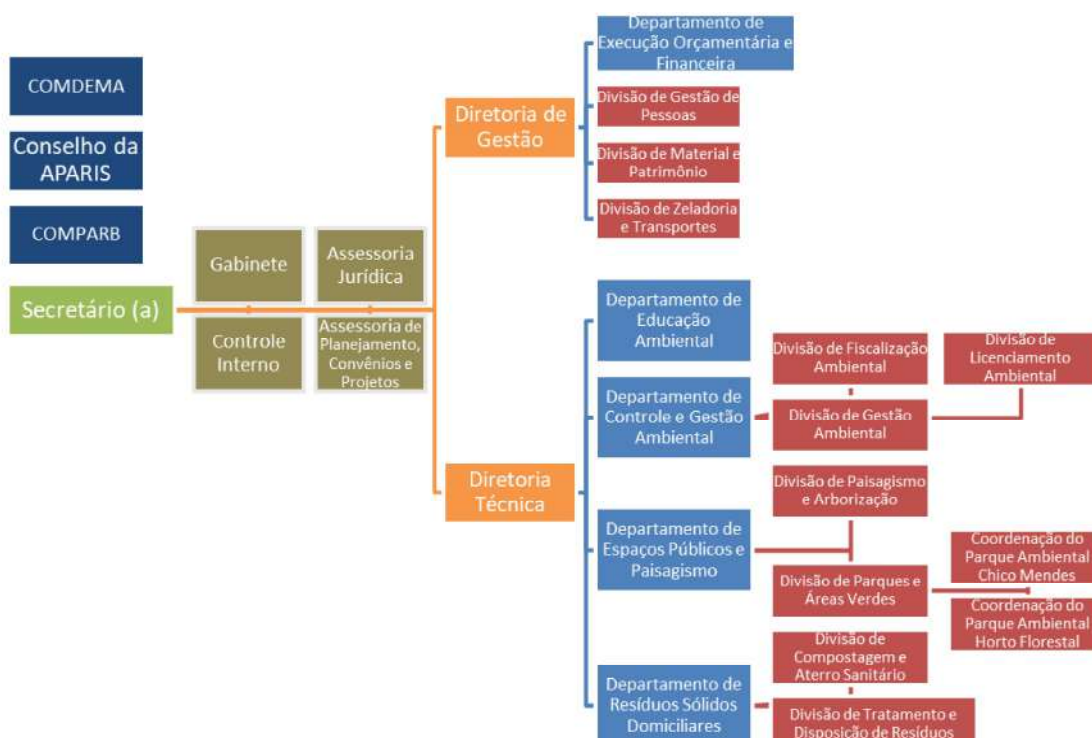 COMDEMA
Conselho da
APARIS
COMPARB
Secretário (a)
Gabinete
Assessoria
Jurídica
Controle
Interno
Assessoria de
Planejamento,
Convênios e
Projetos
Diretoria de
Gestão
Departamento de
Execução Orçamentária e
Financeira
Divisão de Gestão de
Pessoas
Divisão de Material e
Patrimônio
Divisão de Zeladoria
e Transportes
Diretoria
Técnica
Departamento de
Educação
Ambiental
Departamento de
Controle e Gestão
Ambiental
Divisão de Fiscalização
Ambiental
Divisão de Gestão
Ambiental
Divisão de
Licenciamento
Ambiental
Departamento de
Espaços Públicos e
Paisagismo
Divisão de Paisagismo
e Arborização
Divisão de Parques e
Áreas Verdes
Coordenação do
Parque Ambiental
Chico Mendes
Coordenação do
Parque Ambiental
Horto Florestal
Departamento de
Resíduos Sólidos
Domiciliares
Divisão de
Compostagem e
Aterro Sanitário
Divisão de Tratamento e
Disposição de Resíduos